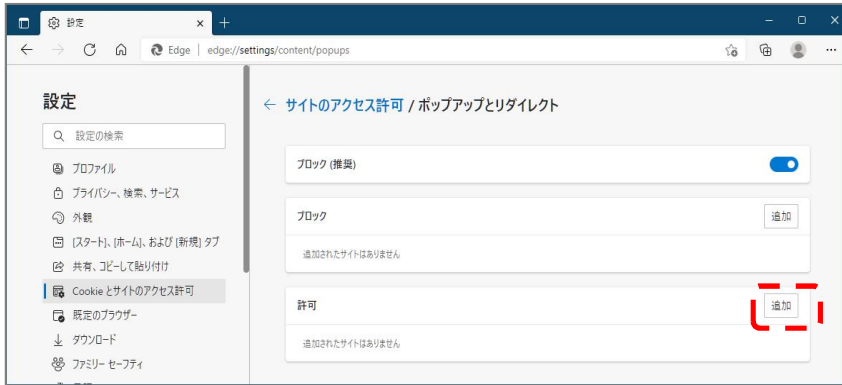 設定
Edge | edge://settings/content/popups
設定
設定の検索
プロファイル
プライバシー、検索、サービス
外観
[スタート]、[ホーム]、および [新規] タブ
共有、コピーして貼り付け
Cookie とサイトのアクセス許可
既定のブラウザー
ダウンロード
ファミリー セーフティ
サイトのアクセス許可 / ポップアップとリダイレクト
ブロック (推奨)
ブロック
追加
追加されたサイトはありません
許可
追加
追加されたサイトはありません